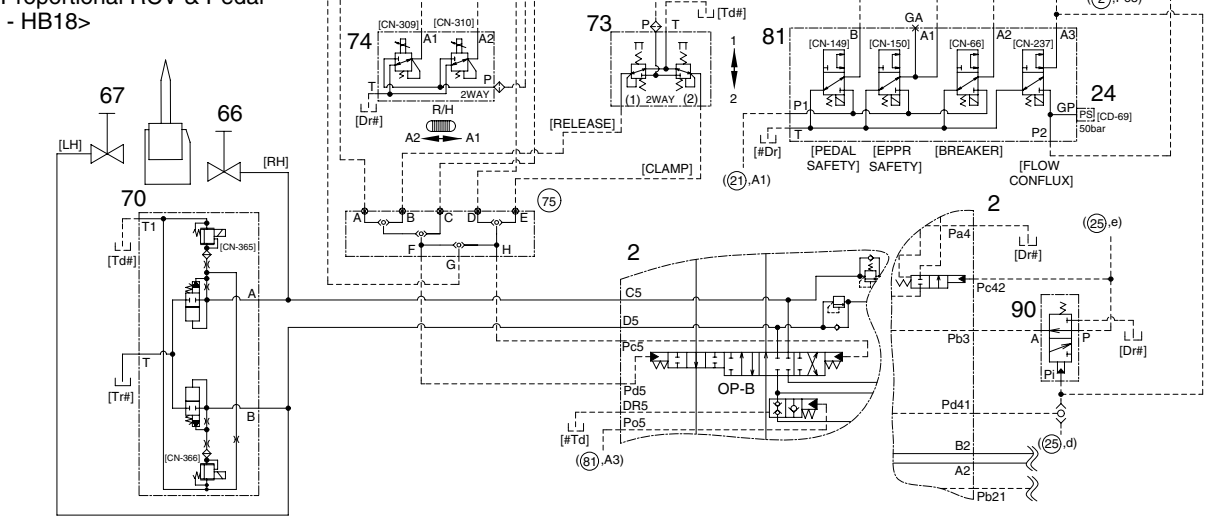 - HB18>
67
66
[LH]
[RH]
70
T1
[Td#]
[CN-365]
A
T
[Tr#]
B
[CN-366]
74
[CN-309]
[CN-310]
A1
A2
T
P
2WAY
[Dr#]
R/H
A2
A1
73
P
T
[Td#]
(1) 2WAY (2)
1
2
[RELEASE]
[CLAMP]
75
A
B
C
D
E
F
H
G
81
GA
B
A1
A2
A3
[CN-149]
[CN-150]
[CN-66]
[CN-237]
P1
T
GP
P2
24
PS
[CD-69]
50bar
[#Dr]
((21),A1)
[PEDAL
SAFETY]
[EPPR
SAFETY]
[BREAKER]
[FLOW
CONFLUX]
2
C5
D5
Pc5
Pd5
DR5
Po5
OP-B
[#Td]
((81),A3)
2
Pa4
[Dr#]
((25),e)
Pc42
90
Pb3
A
P
[Dr#]
Pi
Pd41
((25),d)
B2
A2
Pb21